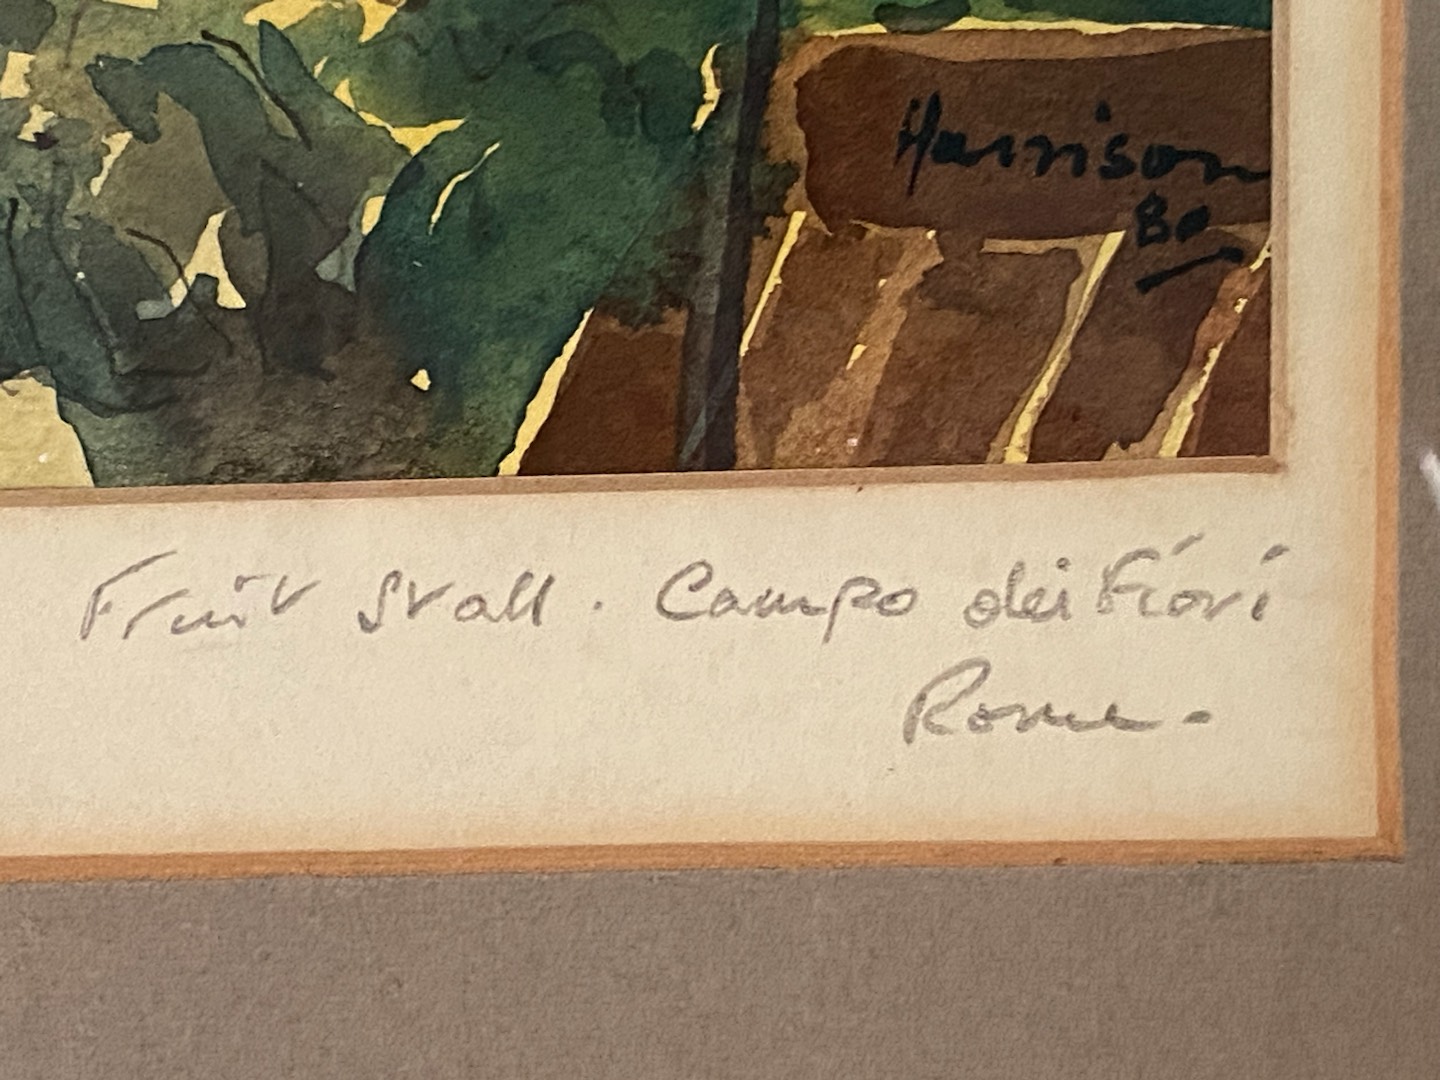 Harrison
80
Fruit Stall. Campo dei Fiori
Rome.